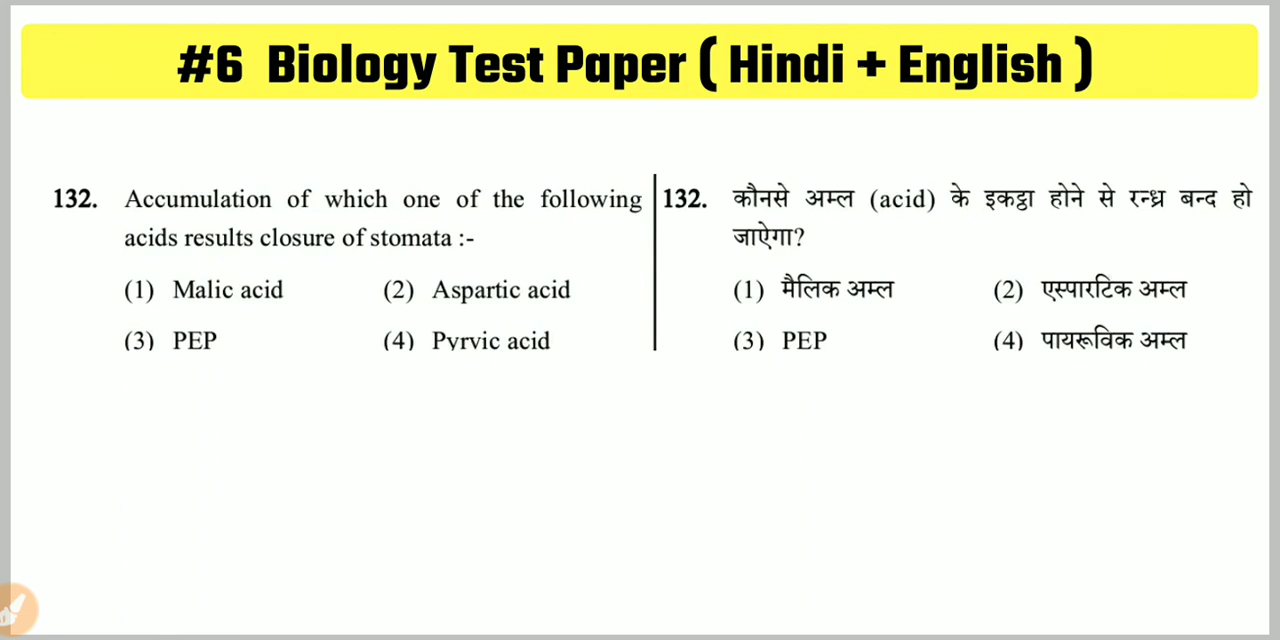 #6 Biology Test Paper ( Hindi + English )
132. Accumulation of which one of the following
acids results closure of stomata :-
(1) Malic acid (2) Aspartic acid
(3) PEP (4) Pyrvic acid
132. कौनसे अम्ल (acid) के इकट्ठा होने से रन्ध्र बन्द हो
जाऐगा?
(1) मैलिक अम्ल (2) एस्पारटिक अम्ल
(3) PEP (4) पायरूविक अम्ल